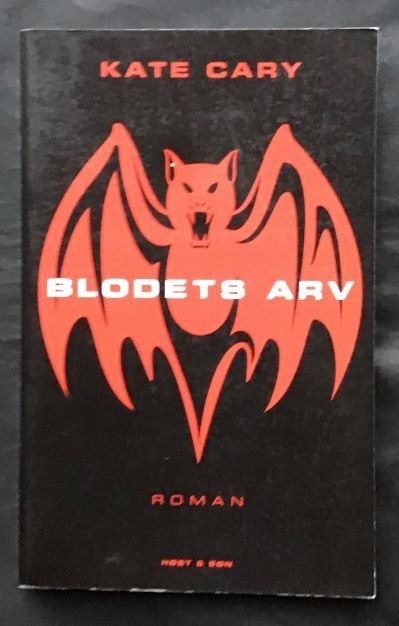 KATE CARY
BLODETS ARV
ROMAN
HØST & SØN